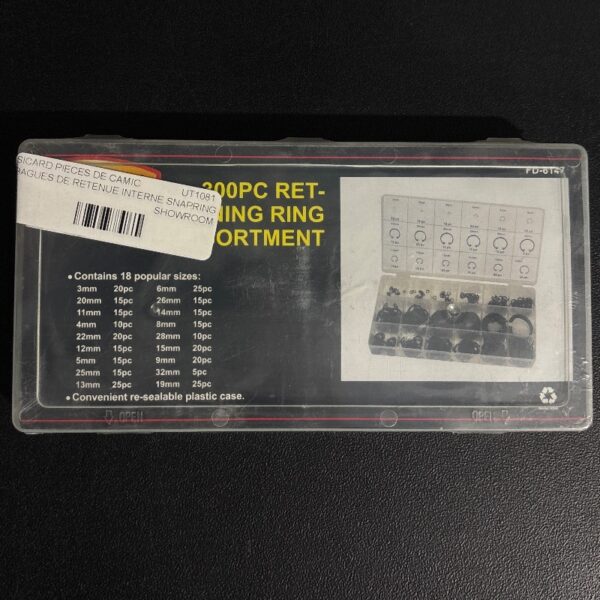 SICARD PIECES DE CAMIC
UT1081
BAGUES DE RETENUE INTERNE SNAPRING
SHOWROOM
PD-6147
300PC RET-
NING RING
ORTMENT
• Contains 18 popular sizes:
3mm 20pc 6mm 25pc
20mm 15pc 26mm 15pc
11mm 15pc 14mm 15pc
4mm 10pc 8mm 15pc
22mm 20pc 28mm 10pc
12mm 15pc 15mm 20pc
5mm 15pc 9mm 20pc
25mm 15pc 32mm 5pc
13mm 25pc 19mm 25pc
• Convenient re-sealable plastic case.
OPEN
OPEN